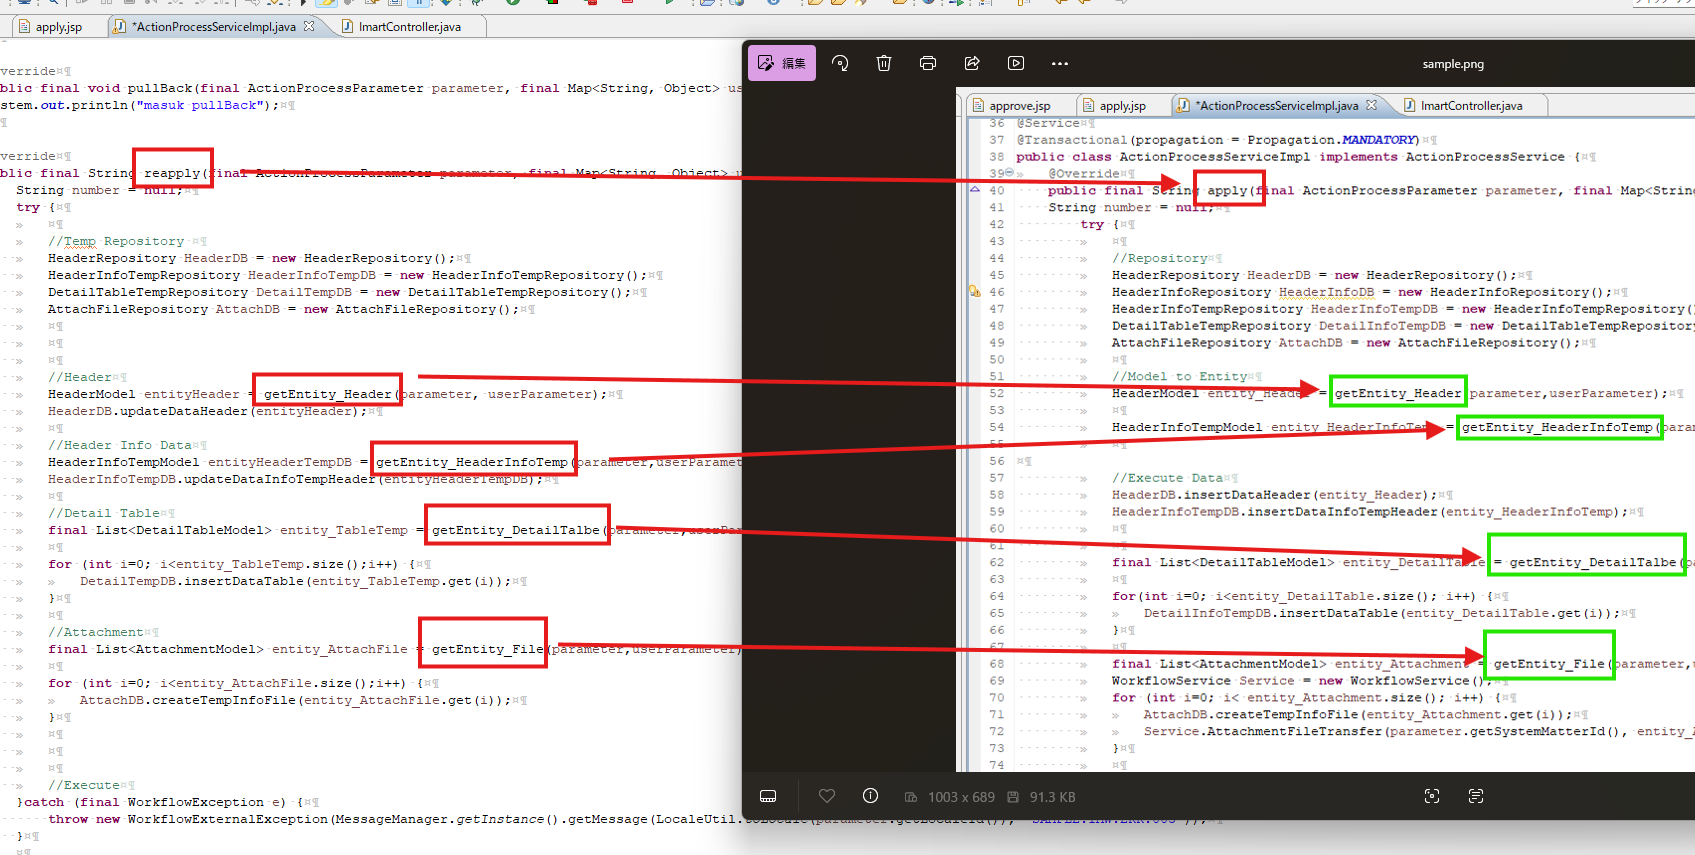 apply.jsp
*ActionProcessServiceImpl.java
ImartController.java
verride
blic final void pullBack(final ActionProcessParameter parameter, final Map<String, Object> us
stem.out.println("masuk pullBack");
verride
blic final String reapply(final ActionProcessParameter parameter, final Map<String, Object> u
String number = null;
try {
//Temp Repository
HeaderRepository HeaderDB = new HeaderRepository();
HeaderInfoTempRepository HeaderInfoTempDB = new HeaderInfoTempRepository();
DetailTableTempRepository DetailTempDB = new DetailTableTempRepository();
AttachFileRepository AttachDB = new AttachFileRepository();
//Header
HeaderModel entityHeader = getEntity_Header(parameter, userParameter);
HeaderDB.updateDataHeader(entityHeader);
//Header Info Data
HeaderInfoTempModel entityHeaderTempDB = getEntity_HeaderInfoTemp(parameter,userParamet
HeaderInfoTempDB.updateDataInfoTempHeader(entityHeaderTempDB);
//Detail Table
final List<DetailTableModel> entity_TableTemp = getEntity_DetailTalbe(parameter,userPar
for (int i=0; i<entity_TableTemp.size();i++) {
DetailTempDB.insertDataTable(entity_TableTemp.get(i));
}
//Attachment
final List<AttachmentModel> entity_AttachFile = getEntity_File(parameter,userParameter)
for (int i=0; i<entity_AttachFile.size();i++) {
AttachDB.createTempInfoFile(entity_AttachFile.get(i));
}
//Execute
}catch (final WorkflowException e) {
throw new WorkflowExternalException(MessageManager.getInstance().getMessage(LocaleUtil.toLocale(parameter.getLocaleId()), "SAMPLE.IMW.ERR.003"));
}
編集
sample.png
approve.jsp
apply.jsp
*ActionProcessServiceImpl.java
ImartController.java
36 @Service
37 @Transactional(propagation = Propagation.MANDATORY)
38 public class ActionProcessServiceImpl implements ActionProcessService {
39 @Override
40 public final String apply(final ActionProcessParameter parameter, final Map<String
41 String number = null;
42 try {
43
44 //Repository
45 HeaderRepository HeaderDB = new HeaderRepository();
46 HeaderInfoRepository HeaderInfoDB = new HeaderInfoRepository();
47 HeaderInfoTempRepository HeaderInfoTempDB = new HeaderInfoTempRepository()
48 DetailTableTempRepository DetailInfoTempDB = new DetailTableTempRepository
49 AttachFileRepository AttachDB = new AttachFileRepository();
50
51 //Model to Entity
52 HeaderModel entity_Header = getEntity_Header(parameter,userParameter);
53
54 HeaderInfoTempModel entity_HeaderInfoTemp = getEntity_HeaderInfoTemp(para
55
56
57 //Execute Data
58 HeaderDB.insertDataHeader(entity_Header);
59 HeaderInfoTempDB.insertDataInfoTempHeader(entity_HeaderInfoTemp);
60
61
62 final List<DetailTableModel> entity_DetailTable = getEntity_DetailTalbe(p
63
64 for(int i=0; i<entity_DetailTable.size(); i++) {
65 DetailInfoTempDB.insertDataTable(entity_DetailTable.get(i));
66 }
67
68 final List<AttachmentModel> entity_Attachment = getEntity_File(parameter,u
69 WorkflowService Service = new WorkflowService();
70 for (int i=0; i< entity_Attachment.size(); i++) {
71 AttachDB.createTempInfoFile(entity_Attachment.get(i));
72 Service.AttachmentFileTransfer(parameter.getSystemMatterId(), entity_A
73 }
74
1003 x 689
91.3 KB